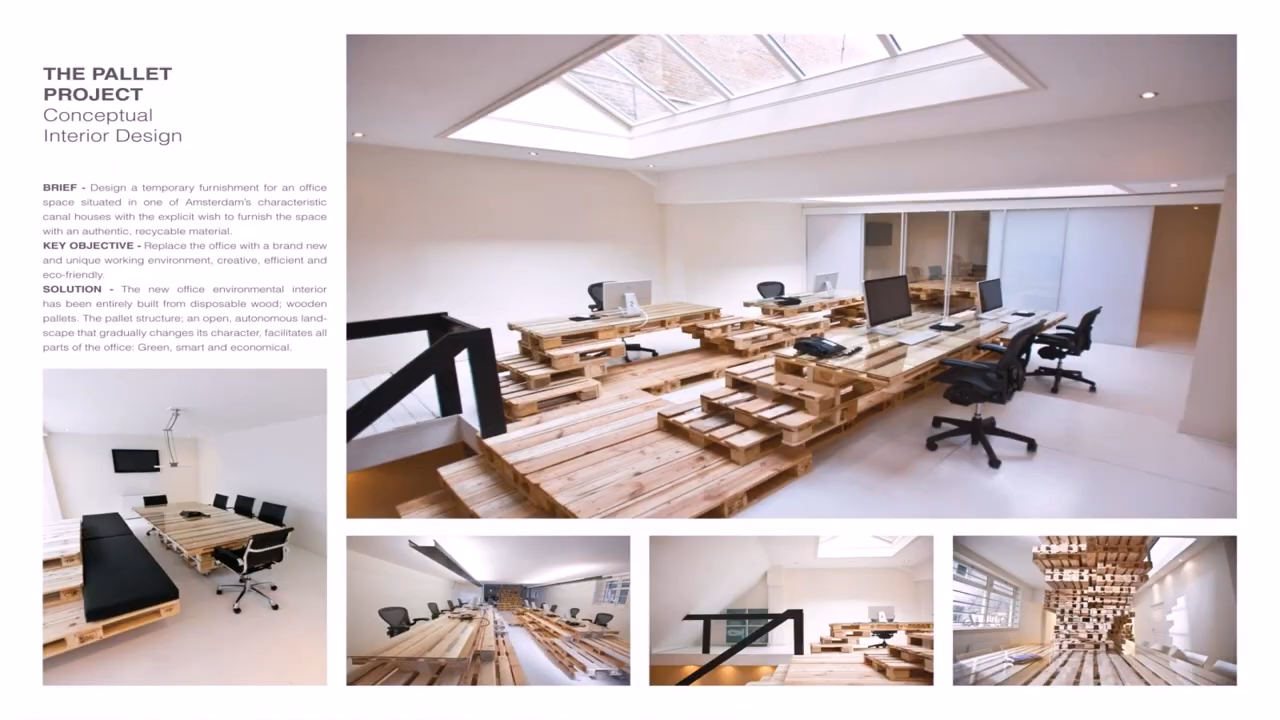 THE PALLET
PROJECT
Conceptual
Interior Design
BRIEF - Design a temporary furnishment for an office
space situated in one of Amsterdam's characteristic
canal houses with the explicit wish to furnish the space
with an authentic, recyclable material.
KEY OBJECTIVE - Replace the office with a brand new
and unique working environment, creative, efficient and
eco-friendly.
SOLUTION - The new office environmental interior
has been entirely built from disposable wood; wooden
pallets. The pallet structure; an open, autonomous land-
scape that gradually changes its character, facilitates all
parts of the office: Green, smart and economical.